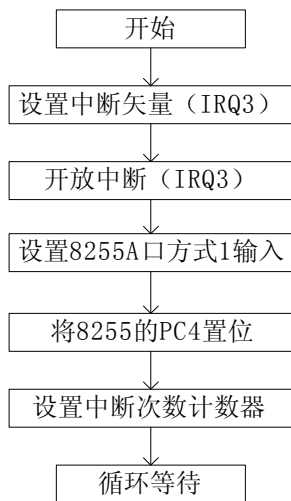 开始
设置中断矢量（IRQ3）
开放中断（IRQ3）
设置8255A口方式1输入
将8255的PC4置位
设置中断次数计数器
循环等待